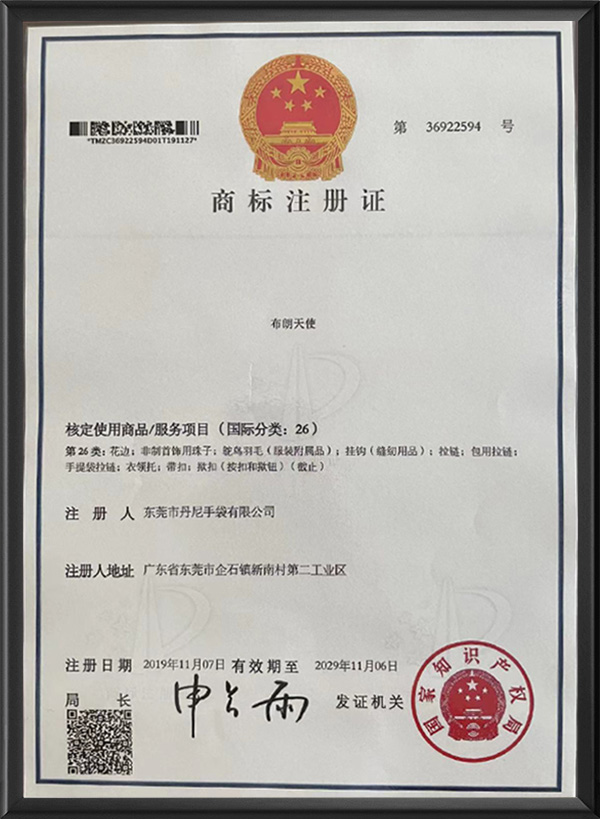 *TMZC36922594D01T191127*
第 36922594 号
商标注册证
布朗天使
核定使用商品/服务项目（国际分类：26）
第26类：花边；非制首饰用珠子；鸵鸟羽毛（服装附属品）；挂钩（缝纫用品）；拉链；包用拉链；
手提袋拉链；衣领托；带扣；揿扣（按扣和揿钮）（截止）
注册人 东莞市丹尼手袋有限公司
注册人地址 广东省东莞市企石镇新南村第二工业区
注册日期 2019年11月07日 有效期至 2029年11月06日
局长 申长雨 发证机关
国家知识产权局